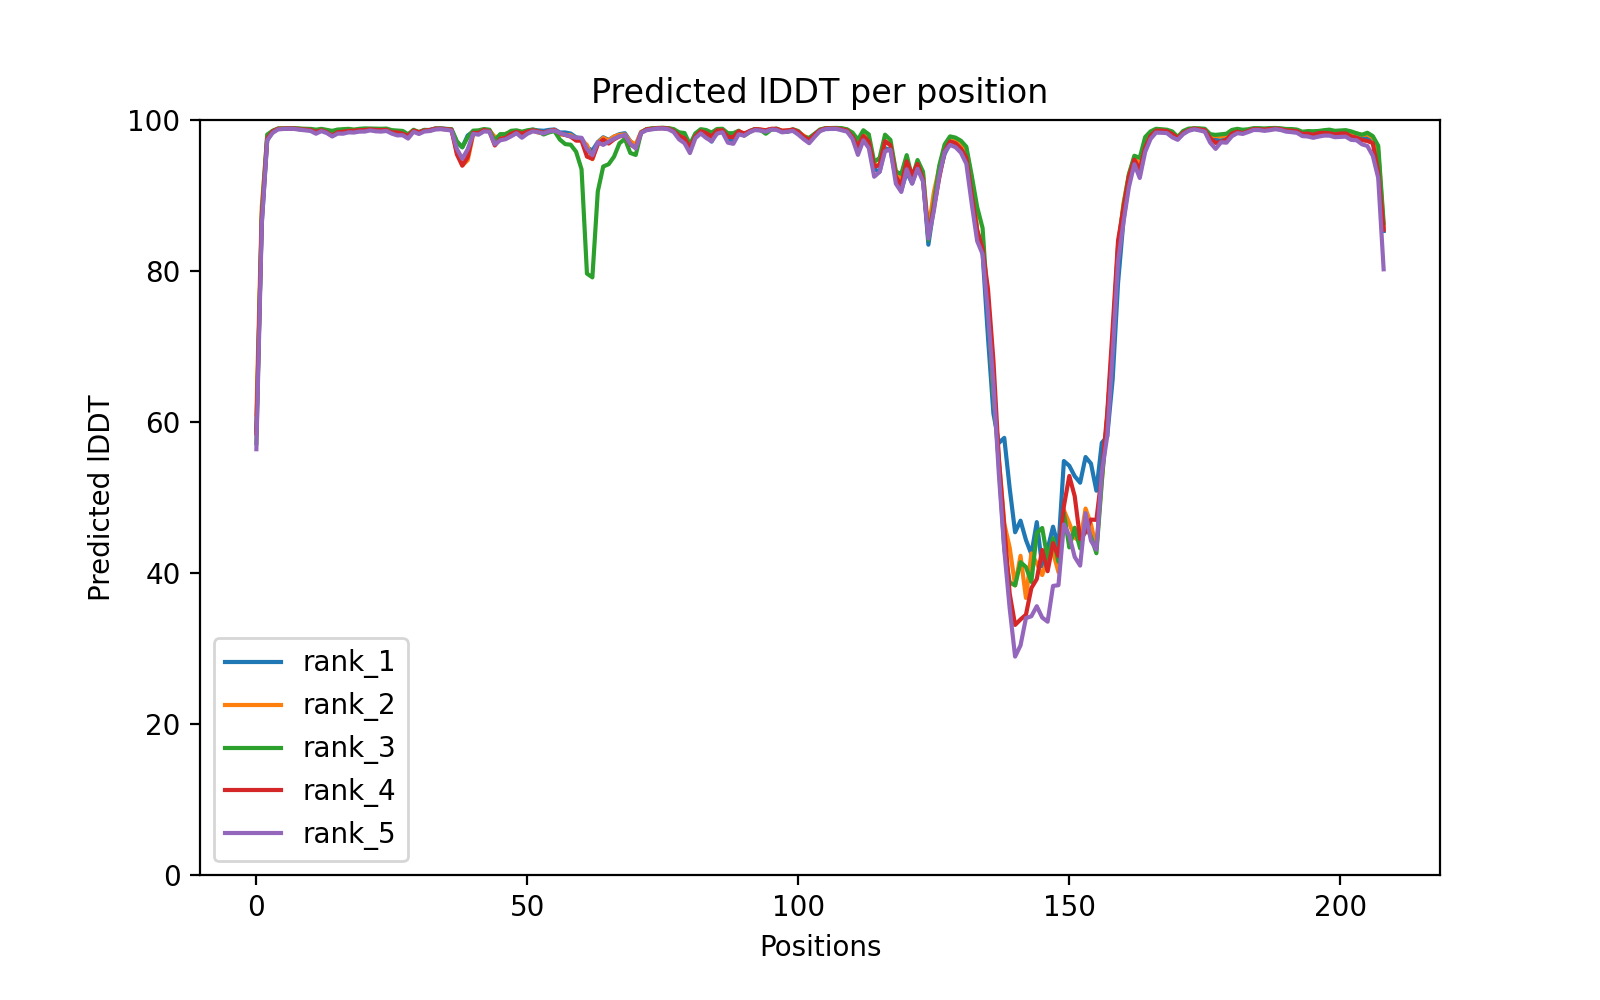 Predicted lDDT per position
100
80
60
40
20
0
Predicted lDDT
rank_1
rank_2
rank_3
rank_4
rank_5
0 50 100 150 200
Positions